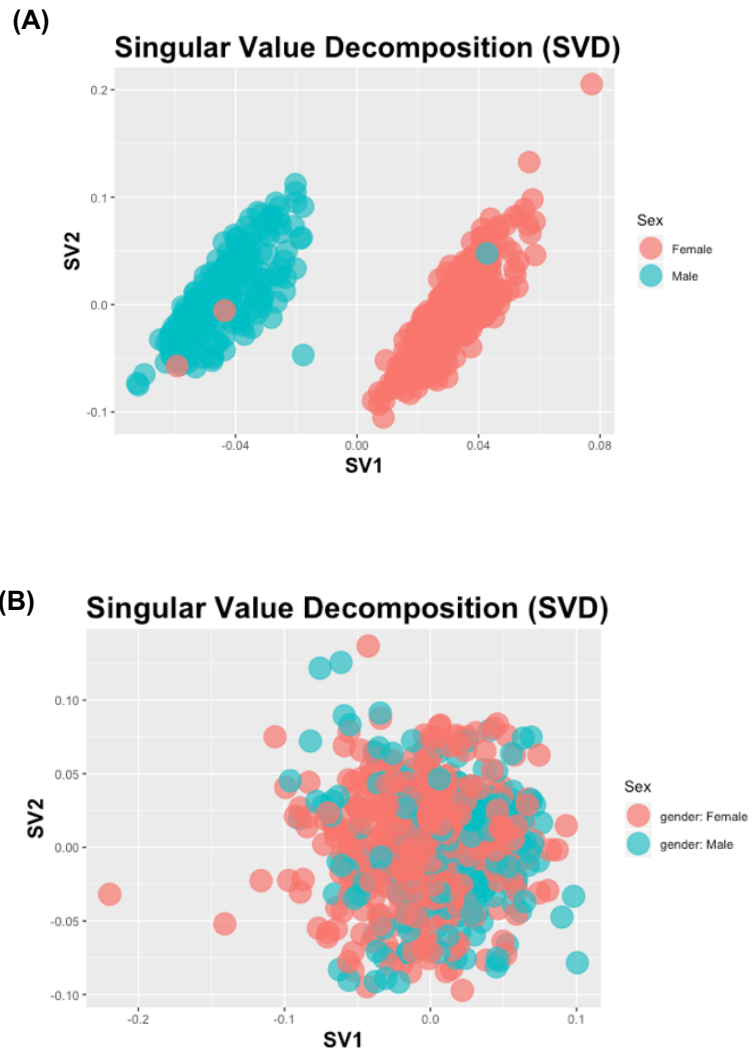 (A)
Singular Value Decomposition (SVD)
0.2
0.1
0.0
-0.1
SV2
-0.04
0.00
0.04
0.08
SV1
Sex
Female
Male
(B)
Singular Value Decomposition (SVD)
0.10
0.05
0.00
-0.05
-0.10
SV2
-0.2
-0.1
0.0
0.1
SV1
Sex
gender: Female
gender: Male